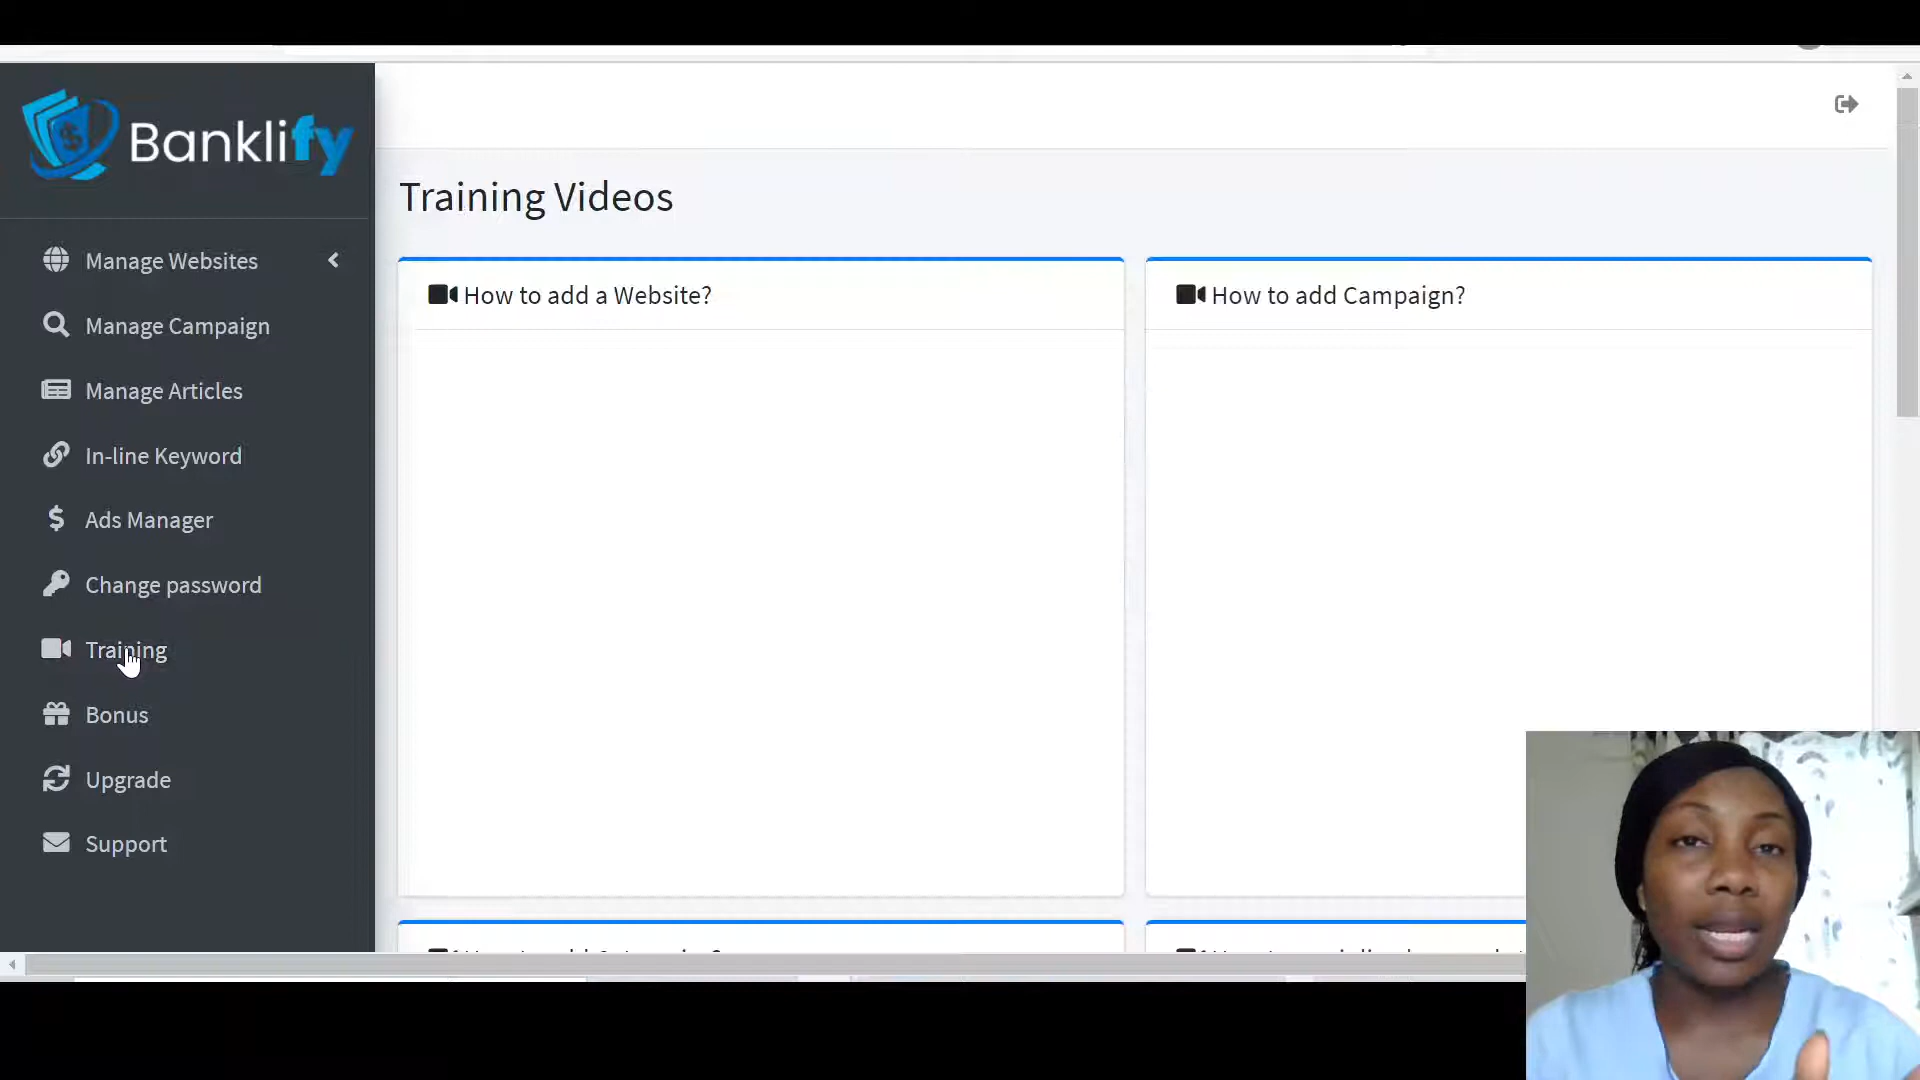 Banklify
Manage Websites
Manage Campaign
Manage Articles
In-line Keyword
Ads Manager
Change password
Training
Bonus
Upgrade
Support
Training Videos
How to add a Website?
How to add Campaign?